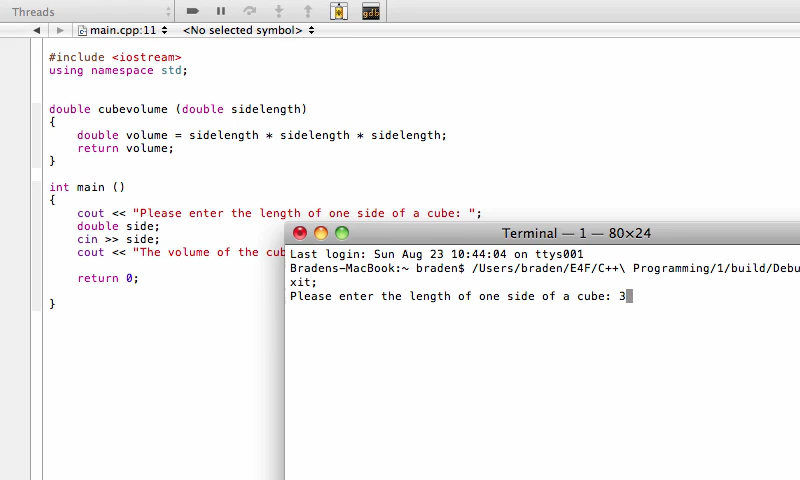 Threads
main.cpp:11 <No selected symbol>
gdb
#include <iostream>
using namespace std;
double cubevolume (double sidelength)
{
double volume = sidelength * sidelength * sidelength;
return volume;
}
int main ()
{
cout << "Please enter the length of one side of a cube: ";
double side;
cin >> side;
cout << "The volume of the cub
return 0;
}
Terminal — 1 — 80×24
Last login: Sun Aug 23 10:44:04 on ttys001
Bradens-MacBook:~ braden$ /Users/braden/E4F/C++\ Programming/1/build/Debu
xit;
Please enter the length of one side of a cube: 3